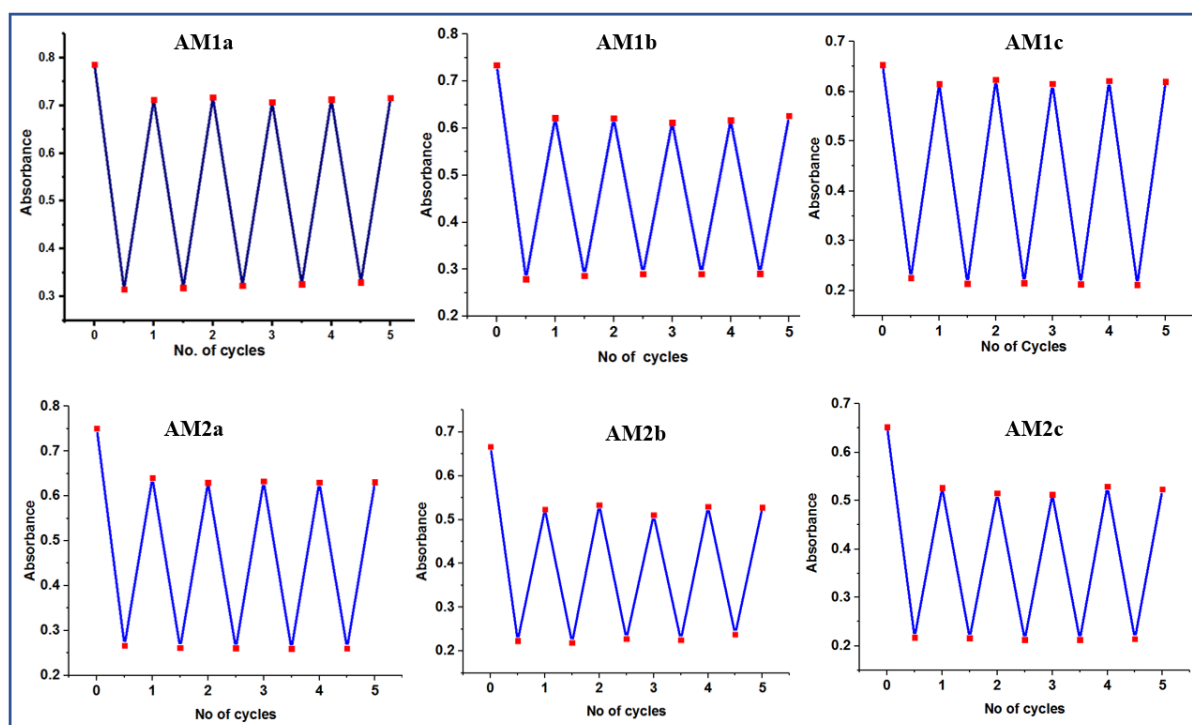 AM1a
0.8
0.7
0.6
0.5
0.4
0.3
Absorbance
0 1 2 3 4 5
No. of cycles
AM1b
0.8
0.7
0.6
0.5
0.4
0.3
0.2
Absorbance
0 1 2 3 4 5
No of cycles
AM1c
0.7
0.6
0.5
0.4
0.3
0.2
Absorbance
0 1 2 3 4 5
No of Cycles
AM2a
0.8
0.7
0.6
0.5
0.4
0.3
0.2
Absorbance
0 1 2 3 4 5
No of cycles
AM2b
0.7
0.6
0.5
0.4
0.3
0.2
Absorbance
0 1 2 3 4 5
No of cycles
AM2c
0.7
0.6
0.5
0.4
0.3
0.2
Absorbance
0 1 2 3 4 5
No of cycles